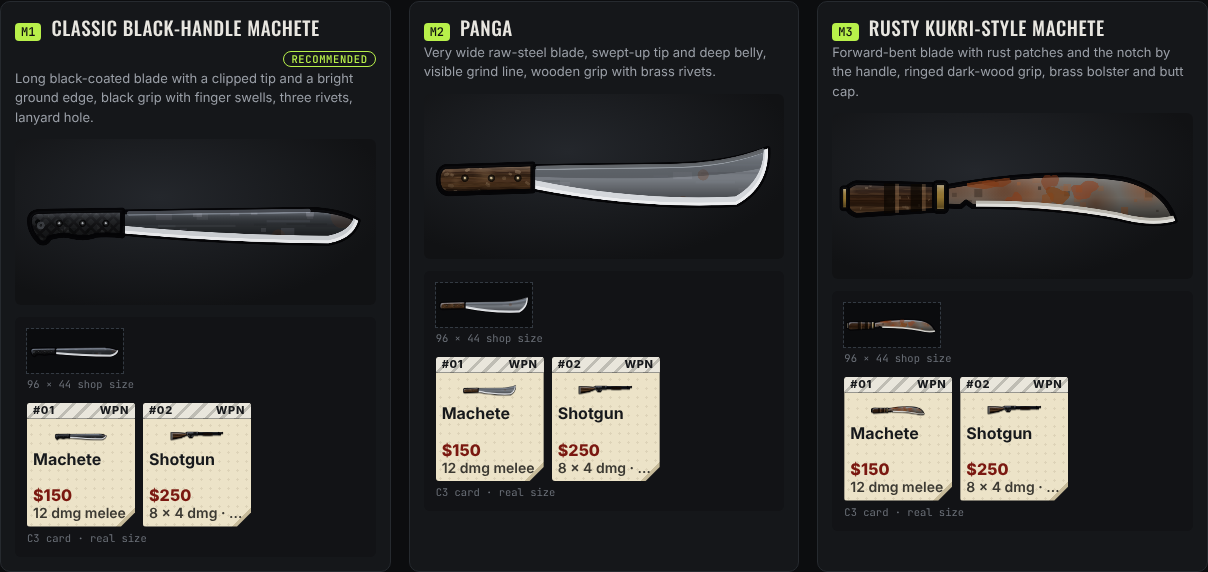 M1 CLASSIC BLACK-HANDLE MACHETE
RECOMMENDED
Long black-coated blade with a clipped tip and a bright
ground edge, black grip with finger swells, three rivets,
lanyard hole.
96 × 44 shop size
#01 WPN
Machete
$150
12 dmg melee
#02 WPN
Shotgun
$250
8 × 4 dmg · ...
C3 card · real size
M2 PANGA
Very wide raw-steel blade, swept-up tip and deep belly,
visible grind line, wooden grip with brass rivets.
96 × 44 shop size
#01 WPN
Machete
$150
12 dmg melee
#02 WPN
Shotgun
$250
8 × 4 dmg · ...
C3 card · real size
M3 RUSTY KUKRI-STYLE MACHETE
Forward-bent blade with rust patches and the notch by
the handle, ringed dark-wood grip, brass bolster and butt
cap.
96 × 44 shop size
#01 WPN
Machete
$150
12 dmg melee
#02 WPN
Shotgun
$250
8 × 4 dmg · ...
C3 card · real size